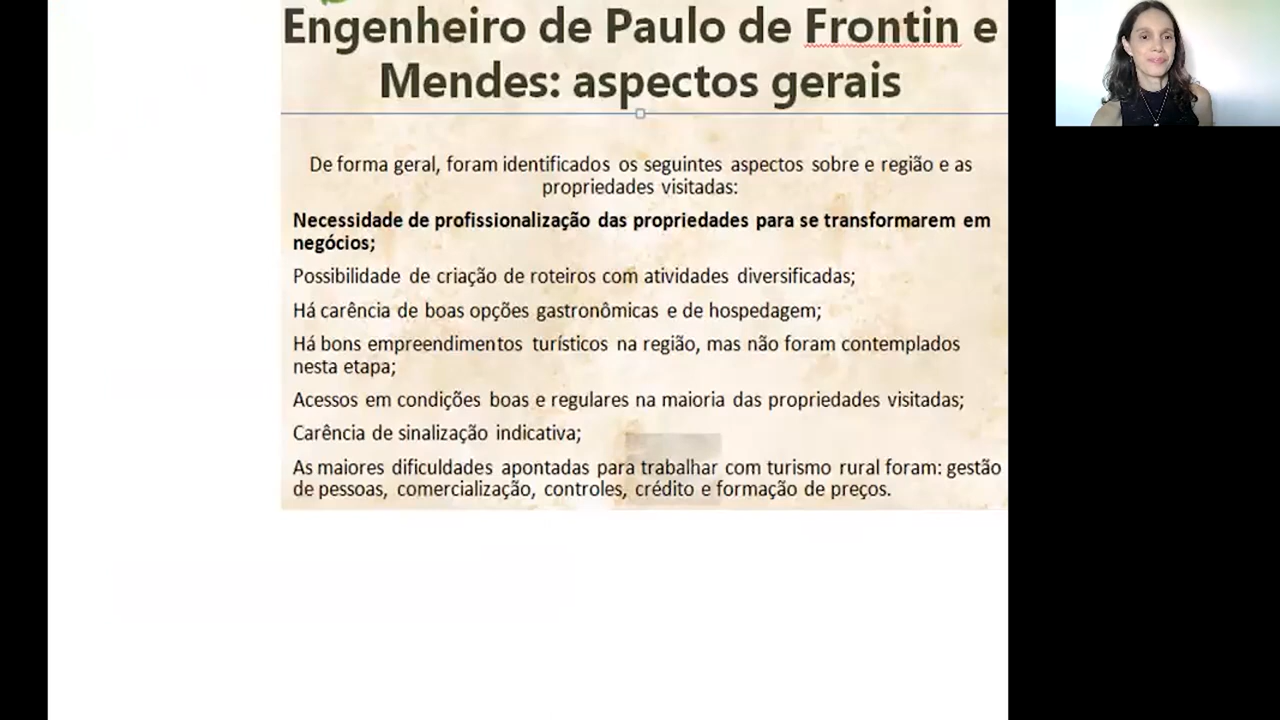 Engenheiro de Paulo de Frontin e
Mendes: aspectos gerais
De forma geral, foram identificados os seguintes aspectos sobre e região e as
propriedades visitadas:
Necessidade de profissionalização das propriedades para se transformarem em
negócios;
Possibilidade de criação de roteiros com atividades diversificadas;
Há carência de boas opções gastronômicas e de hospedagem;
Há bons empreendimentos turísticos na região, mas não foram contemplados
nesta etapa;
Acessos em condições boas e regulares na maioria das propriedades visitadas;
Carência de sinalização indicativa;
As maiores dificuldades apontadas para trabalhar com turismo rural foram: gestão
de pessoas, comercialização, controles, crédito e formação de preços.